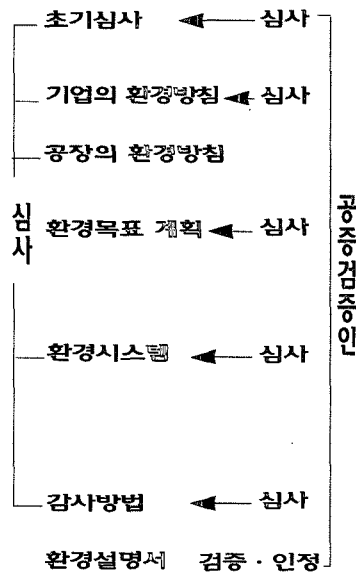 초기심사 심사
기업의 환경방침 심사
공장의 환경방침
심사
환경목표 계획 심사
공증검증인
환경시스템 심사
감사방법 심사
환경설명서 검증·인정